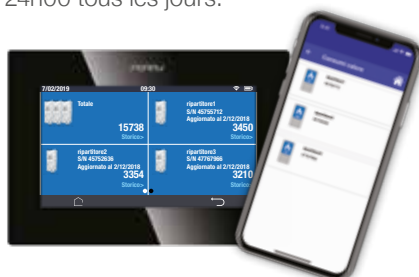 24h00 tous les jours.
7/02/2019 09:30
Totale
15738
Storico>
ripartitore1
S/N 45755712
Aggiornato al 2/12/2018
3450
Storico>
ripartitore2
S/N 45752636
Aggiornato al 2/12/2018
3354
Storico>
ripartitore3
S/N 47767966
Aggiornato al 2/12/2018
3210
Storico>